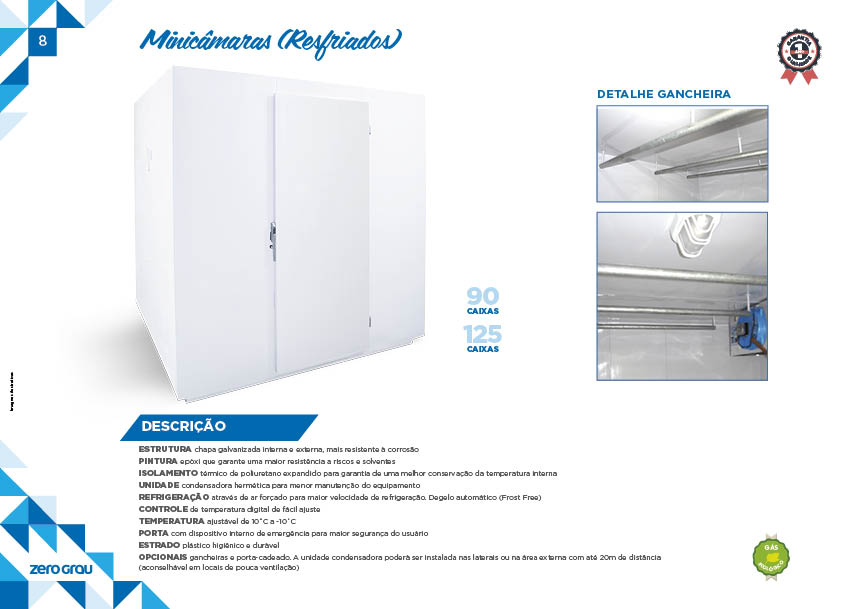 8
Minicâmaras (Resfriados)
GARANTIA
1
DETALHE GANCHEIRA
90
CAIXAS
125
CAIXAS
DESCRIÇÃO
ESTRUTURA chapa galvanizada interna e externa, mais resistente à corrosão
PINTURA epóxi que garante uma maior resistência a riscos e solventes
ISOLAMENTO térmico de poliuretano expandido para garantia de uma melhor conservação da temperatura interna
UNIDADE condensadora hermética para menor manutenção do equipamento
REFRIGERAÇÃO através de ar forçado para maior velocidade de refrigeração. Degelo automático (Frost Free)
CONTROLE de temperatura digital de fácil ajuste
TEMPERATURA ajustável de 10°C a -10°C
PORTA com dispositivo interno de emergência para maior segurança do usuário
ESTRADO plástico higiênico e durável
OPCIONAIS gancheiras e porta-cadeado. A unidade condensadora poderá ser instalada nas laterais ou na área externa com até 20m de distância
(aconselhável em locais de pouca ventilação)
zero grau
GÁS
ECOLÓGICO